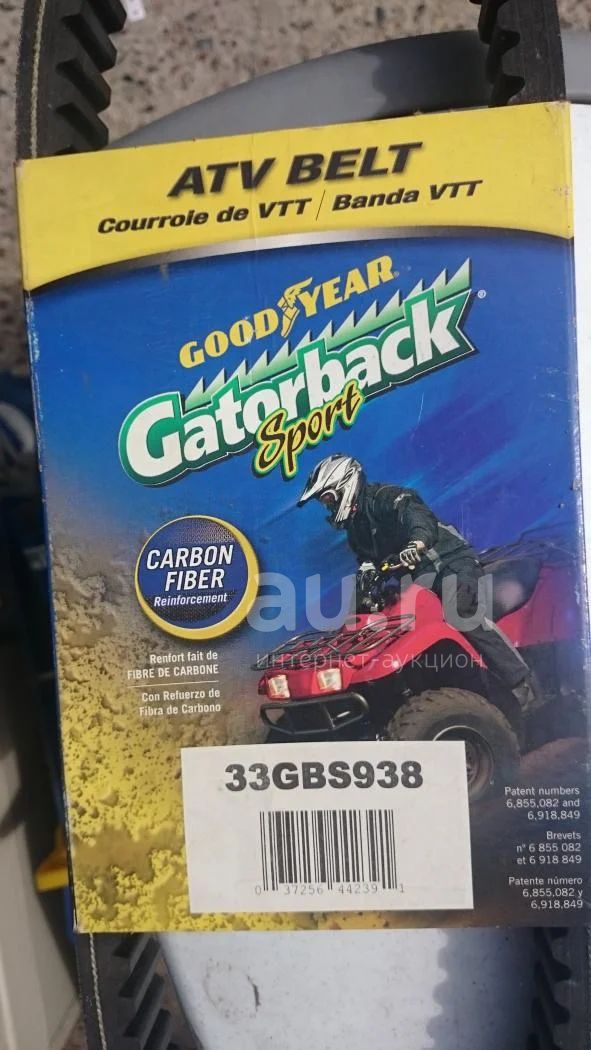 ATV BELT
Courroie de VTT / Banda VTT
GOODYEAR
Gatorback®
Sport
CARBON
FIBER
Reinforcement
au.ru
интернет-аукцион
Renfort fait de
FIBRE DE CARBONE
Con Refuerzo de
Fibra de Carbono
33GBS938
0 37256 44239 1
Patent numbers
6,855,082 and
6,918,849
Brevets
n° 6 855 082
et 6 918 849
Patente número
6,855,082 y
6,918,849